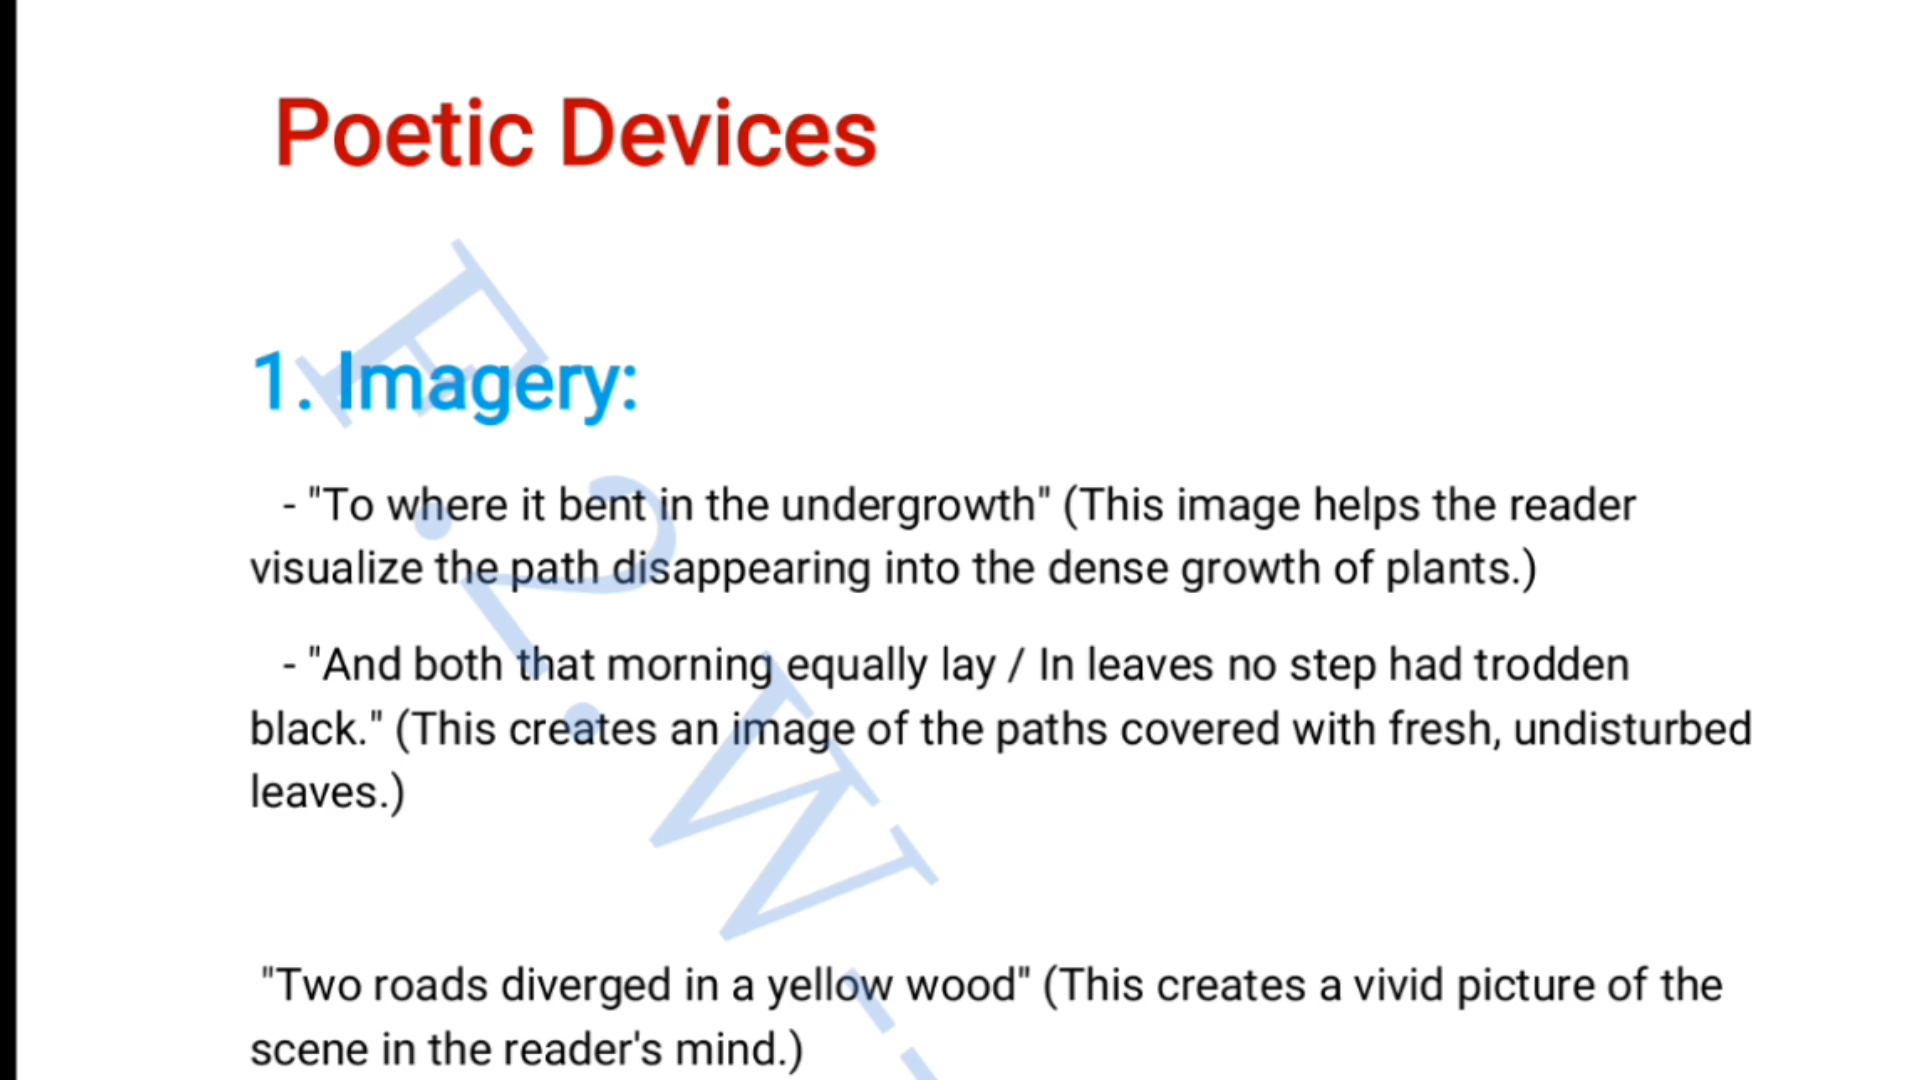 Poetic Devices
1. Imagery:
- "To where it bent in the undergrowth" (This image helps the reader
visualize the path disappearing into the dense growth of plants.)
- "And both that morning equally lay / In leaves no step had trodden
black." (This creates an image of the paths covered with fresh, undisturbed
leaves.)
"Two roads diverged in a yellow wood" (This creates a vivid picture of the
scene in the reader's mind.)